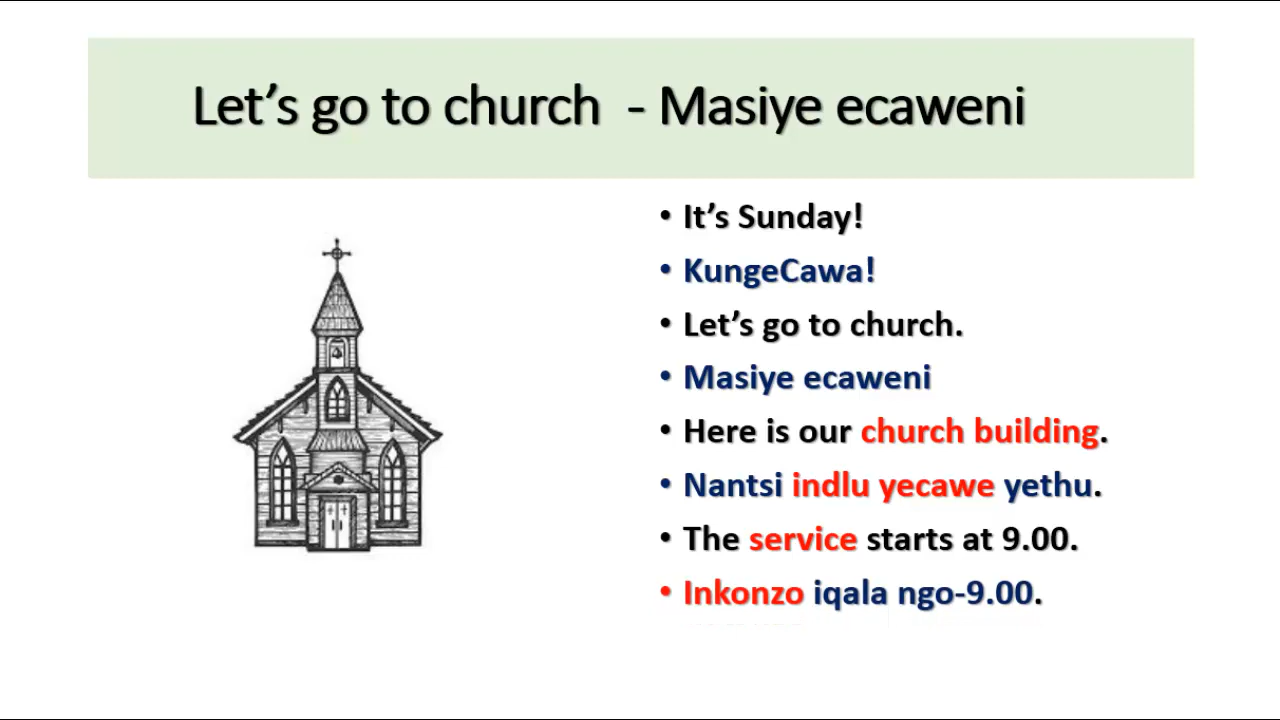 Let’s go to church - Masiye ecaweni
• It’s Sunday!
• KungeCawa!
• Let’s go to church.
• Masiye ecaweni
• Here is our church building.
• Nantsi indlu yecawe yethu.
• The service starts at 9.00.
• Inkonzo iqala ngo-9.00.